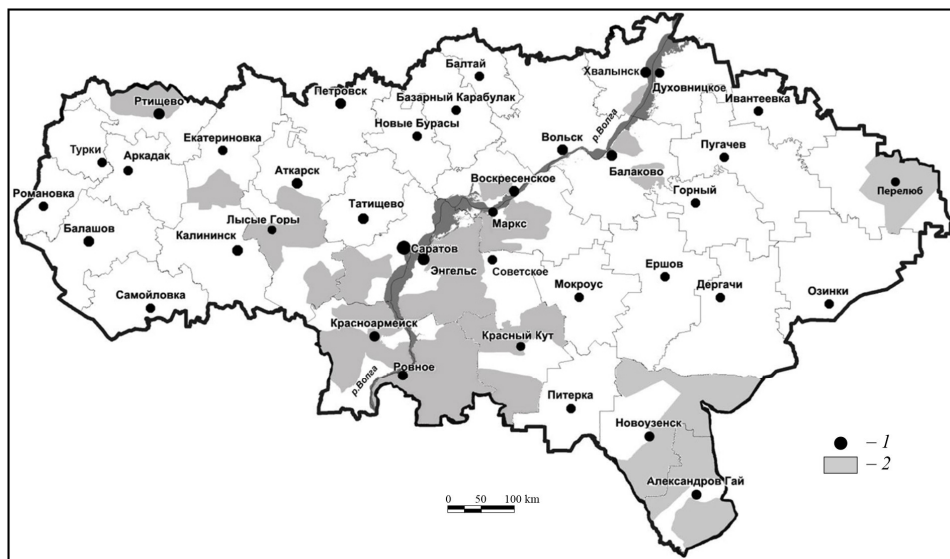 Балтай
Хвалынск
Духовницкое
Ртищево
Петровск
Базарный Карабулак
Ивантеевка
Новые Бурасы
р.Волга
Екатериновка
Вольск
Турки
Аркадак
Пугачев
Аткарск
Воскресенское
Балаково
Перелюб
Романовка
Татищево
Горный
Лысые Горы
Маркс
Балашов
Калининск
Саратов
Энгельс
Советское
Ершов
Мокроус
Дергачи
Самойловка
Озинки
Красноармейск
Красный Кут
Ровное
р.Волга
Питерка
Новоузенск
– 1
– 2
Александров Гай
0 50 100 km